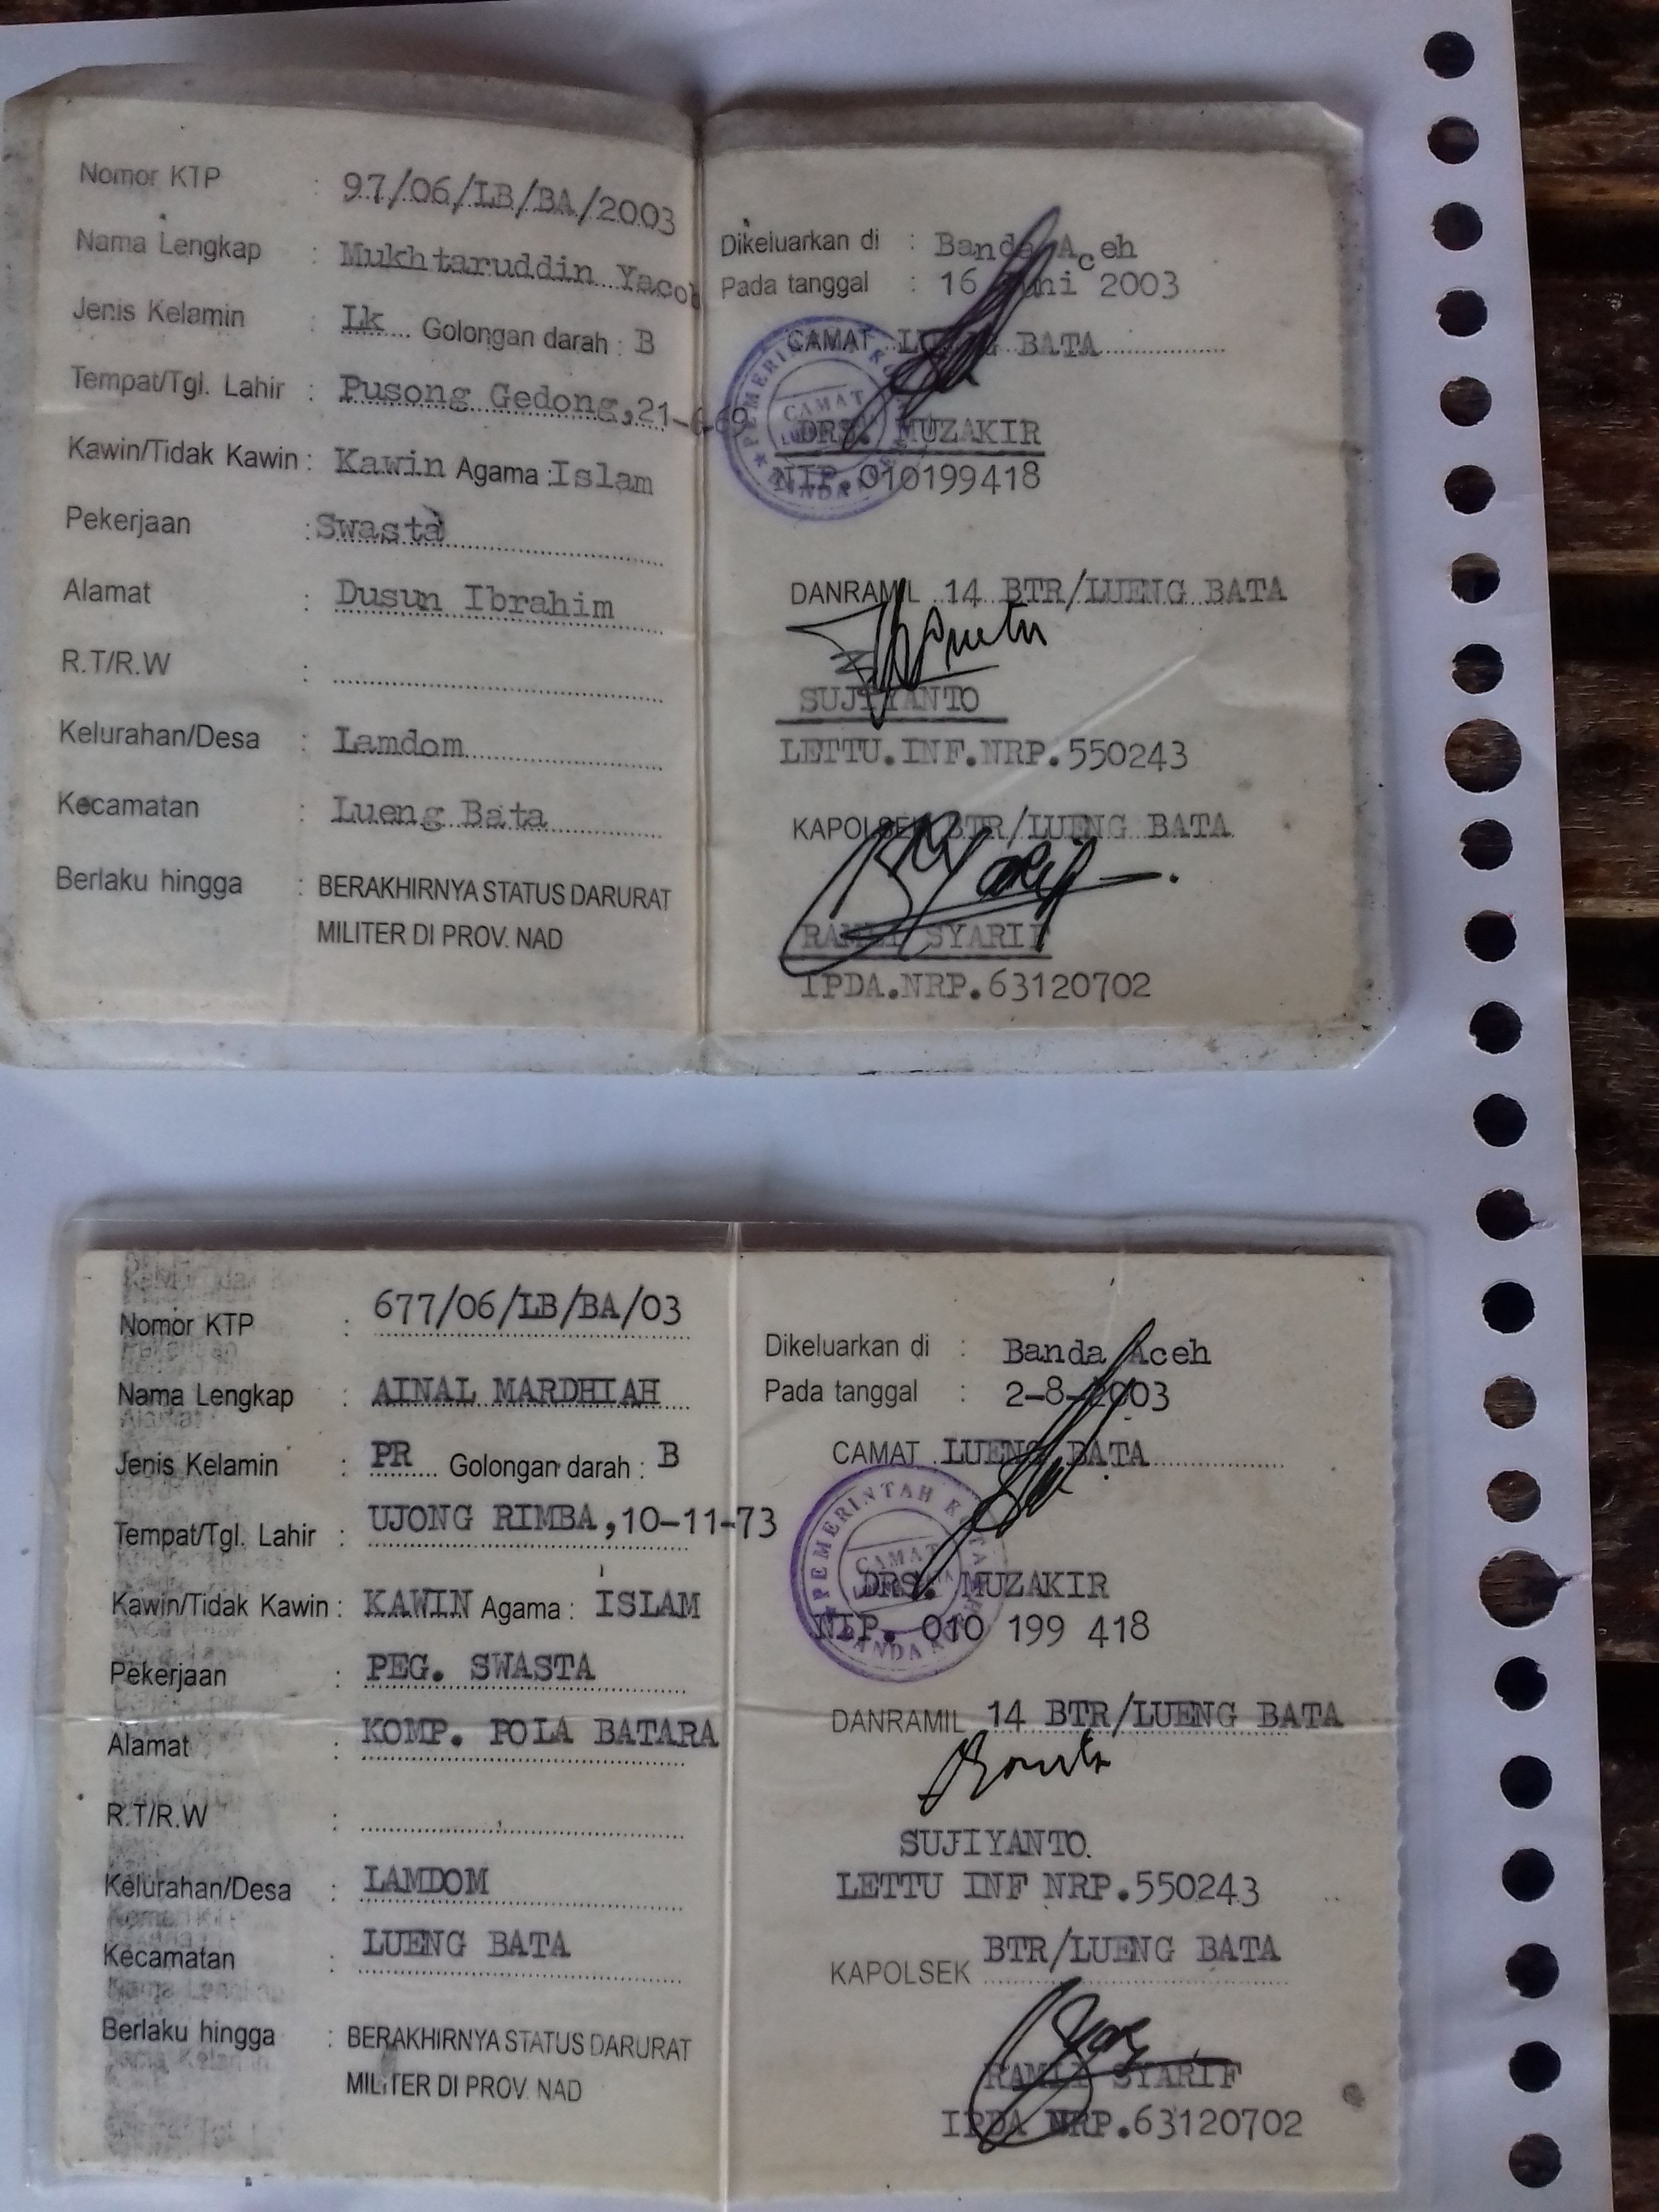 Nomor KTP : 97/06/LB/BA/2003
Nama Lengkap : Mukhtaruddin Yacob
Jenis Kelamin : Lk Golongan darah : B
Tempat/Tgl. Lahir : Pusong Gedong,21-6-69
Kawin/Tidak Kawin : Kawin Agama : Islam
Pekerjaan : Swasta
Alamat : Dusun Ibrahim
R.T/R.W :
Kelurahan/Desa : Lamdom
Kecamatan : Lueng Bata
Berlaku hingga : BERAKHIRNYA STATUS DARURAT
MILITER DI PROV. NAD
Dikeluarkan di : Banda Aceh
Pada tanggal : 16 Juni 2003
CAMAT LUENG BATA
DRS. MUZAKIR
NIP. 010199418
DANRAMIL 14 BTR/LUENG BATA
SUJIYANTO
LETTU.INF.NRP.550243
KAPOLSEK BTR/LUENG BATA
RAMLI SYARIF
IPDA.NRP.63120702
Nomor KTP : 677/06/LB/BA/03
Nama Lengkap : AINAL MARDHIAH
Jenis Kelamin : PR Golongan darah : B
Tempat/Tgl. Lahir : UJONG RIMBA,10-11-73
Kawin/Tidak Kawin : KAWIN Agama : ISLAM
Pekerjaan : PEG. SWASTA
Alamat : KOMP. POLA BATARA
R.T/R.W :
Kelurahan/Desa : LAMDOM
Kecamatan : LUENG BATA
Berlaku hingga : BERAKHIRNYA STATUS DARURAT
MILITER DI PROV. NAD
Dikeluarkan di : Banda Aceh
Pada tanggal : 2-8-2003
CAMAT LUENG BATA
PEMERINTAH KOTA
CAMAT
BANDA
DRS. MUZAKIR
NIP. 010 199 418
DANRAMIL 14 BTR/LUENG BATA
SUJIYANTO.
LETTU INF NRP.550243
KAPOLSEK BTR/LUENG BATA
RAMLI SYARIF
IPDA NRP.63120702